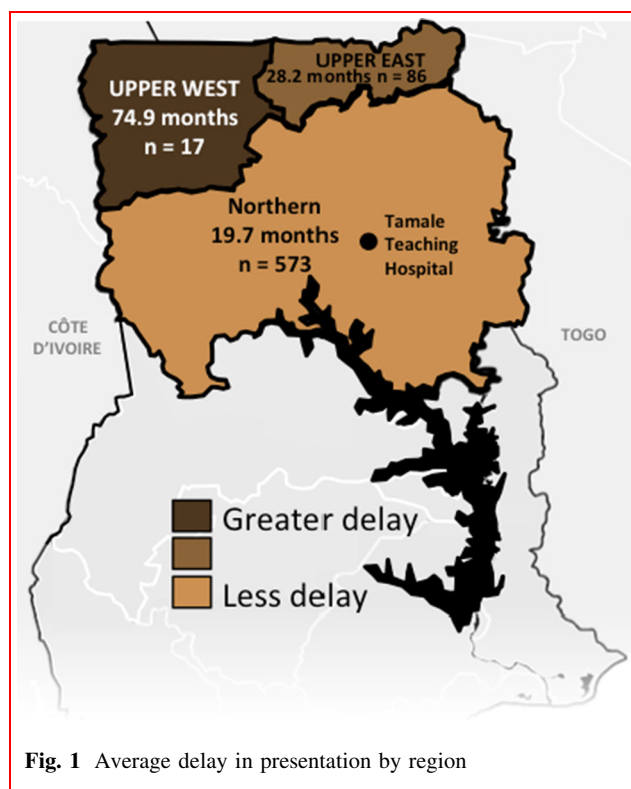 UPPER EAST
28.2 months n = 86
UPPER WEST
74.9 months
n = 17
Northern
19.7 months
n = 573
Tamale
Teaching
Hospital
CÔTE
D’IVOIRE
TOGO
Greater delay
Less delay
Fig. 1 Average delay in presentation by region